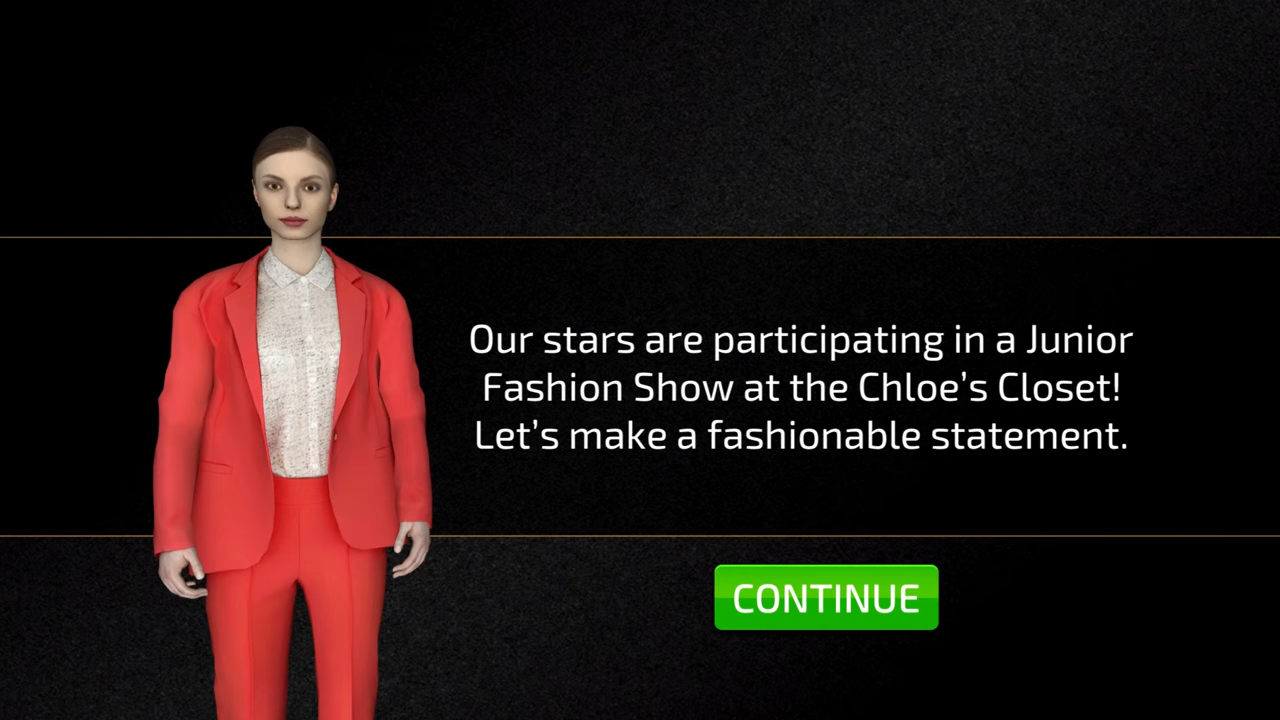 Our stars are participating in a Junior
Fashion Show at the Chloe’s Closet!
Let’s make a fashionable statement.
CONTINUE